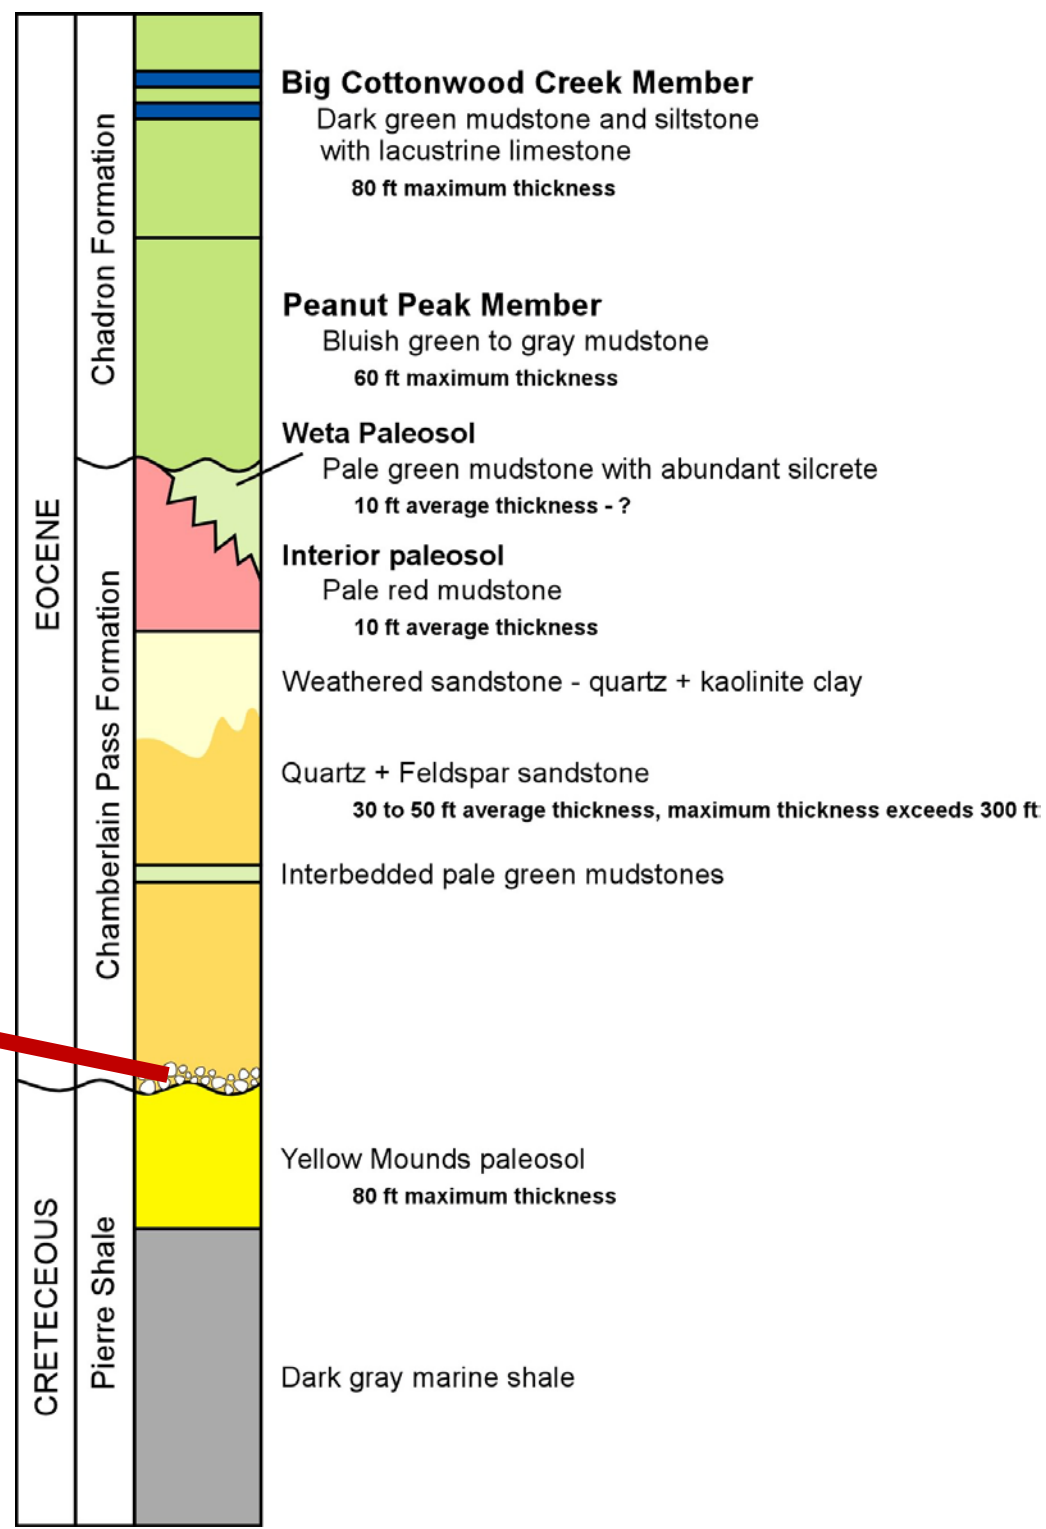 EOCENE
CRETECEOUS
Chadron Formation
Chamberlain Pass Formation
Pierre Shale
Big Cottonwood Creek Member
Dark green mudstone and siltstone
with lacustrine limestone
80 ft maximum thickness
Peanut Peak Member
Bluish green to gray mudstone
60 ft maximum thickness
Weta Paleosol
Pale green mudstone with abundant silcrete
10 ft average thickness - ?
Interior paleosol
Pale red mudstone
10 ft average thickness
Weathered sandstone - quartz + kaolinite clay
Quartz + Feldspar sandstone
30 to 50 ft average thickness, maximum thickness exceeds 300 ft
Interbedded pale green mudstones
Yellow Mounds paleosol
80 ft maximum thickness
Dark gray marine shale